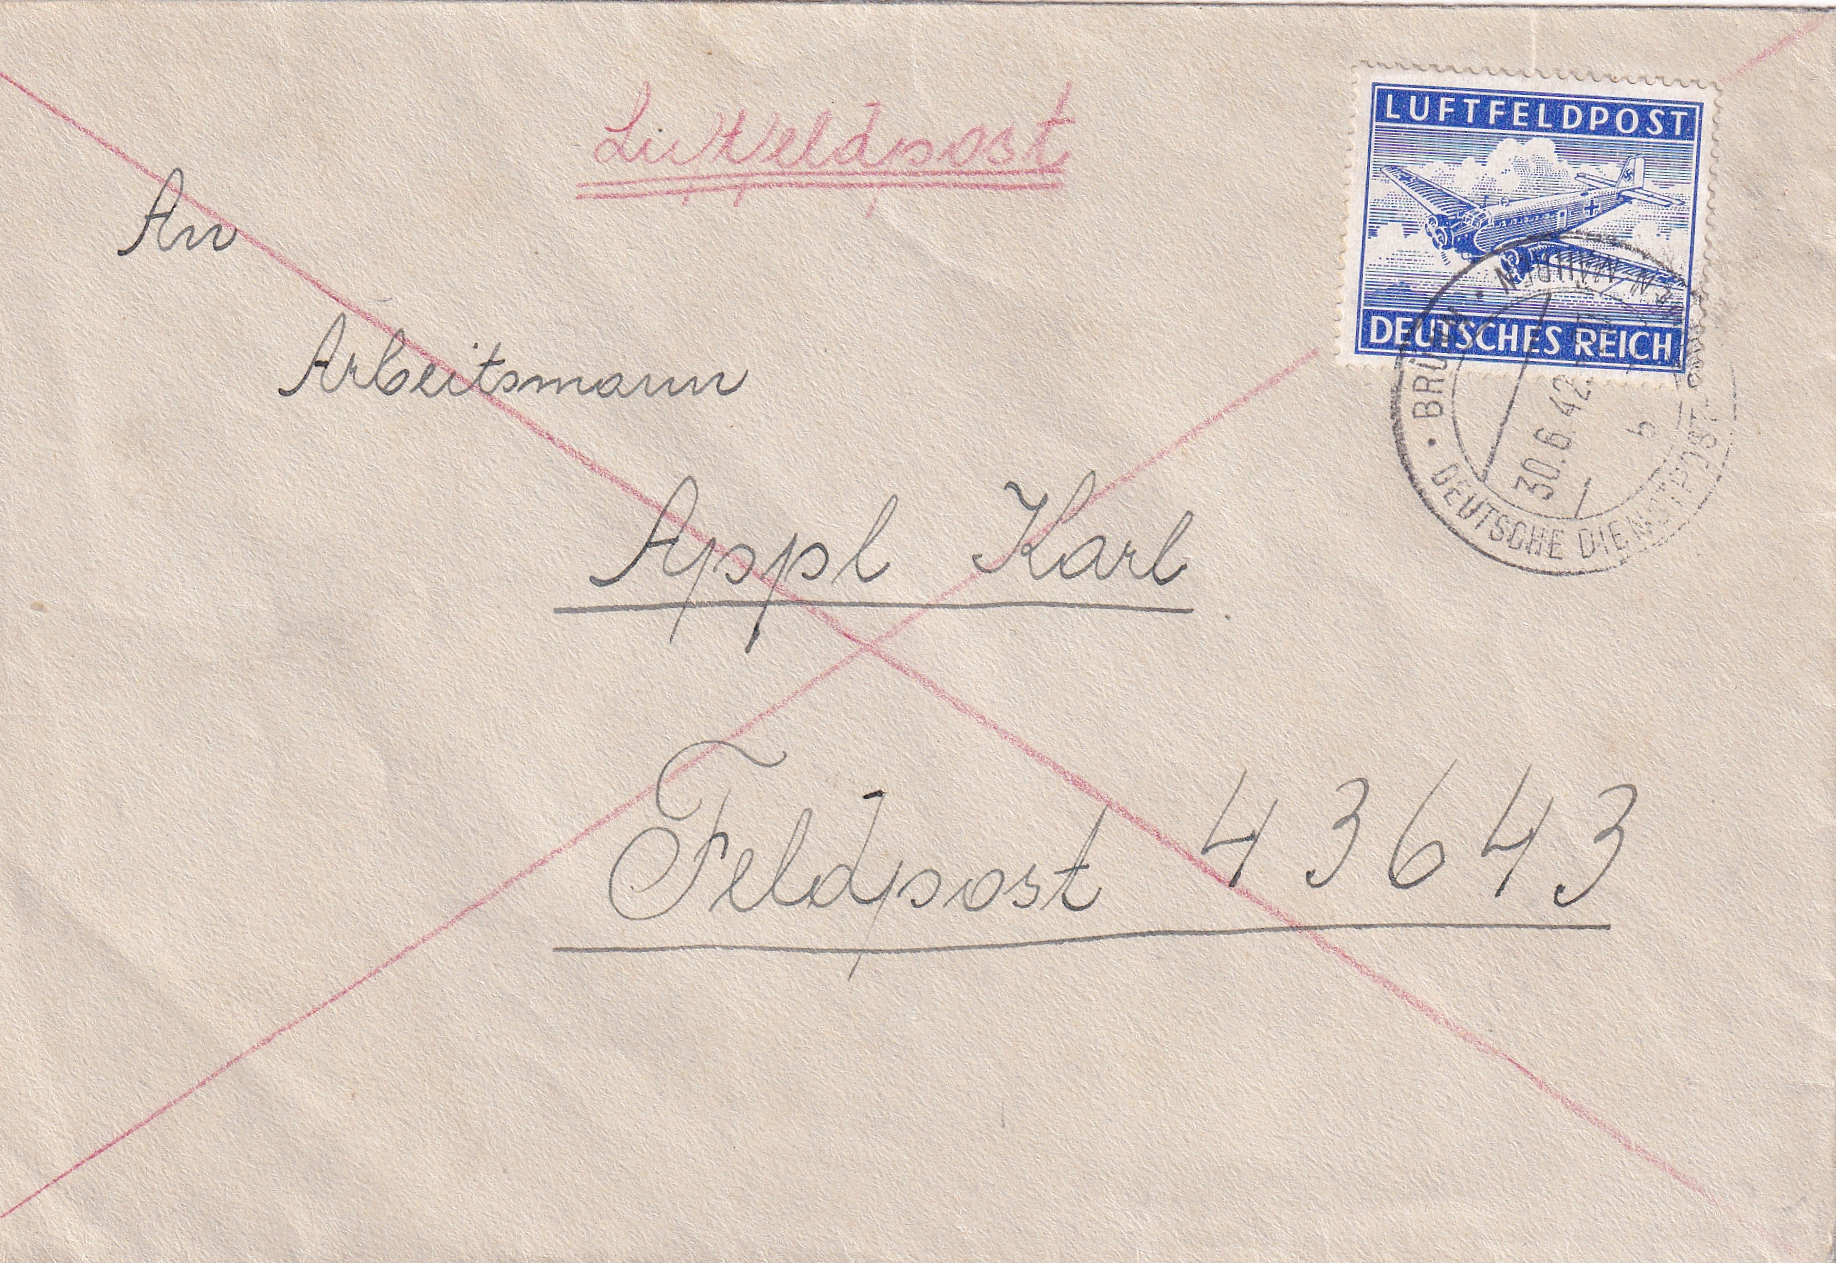 Luftfeldpost
LUFTFELDPOST
DEUTSCHES REICH
30.6.42
b
DEUTSCHE DIENSTPOST
An
Arbeitsmann
Appl Karl
Feldpost 43643